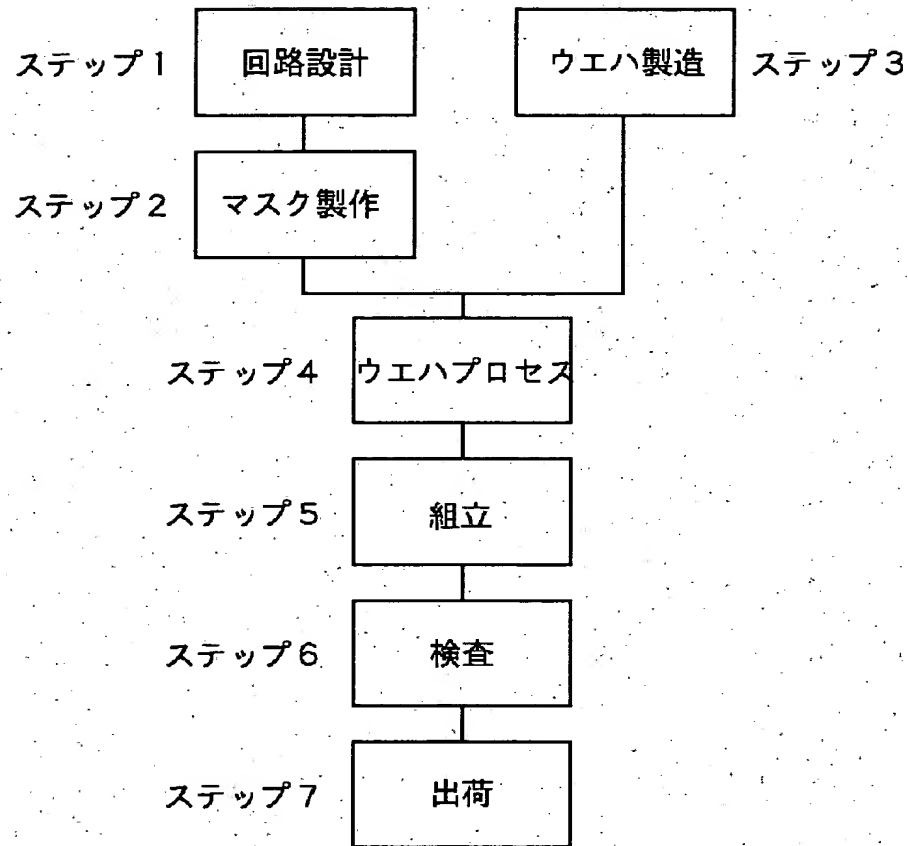 ステップ1 回路設計 ウエハ製造 ステップ3
ステップ2 マスク製作
ステップ4 ウエハプロセス
ステップ5 組立
ステップ6 検査
ステップ7 出荷